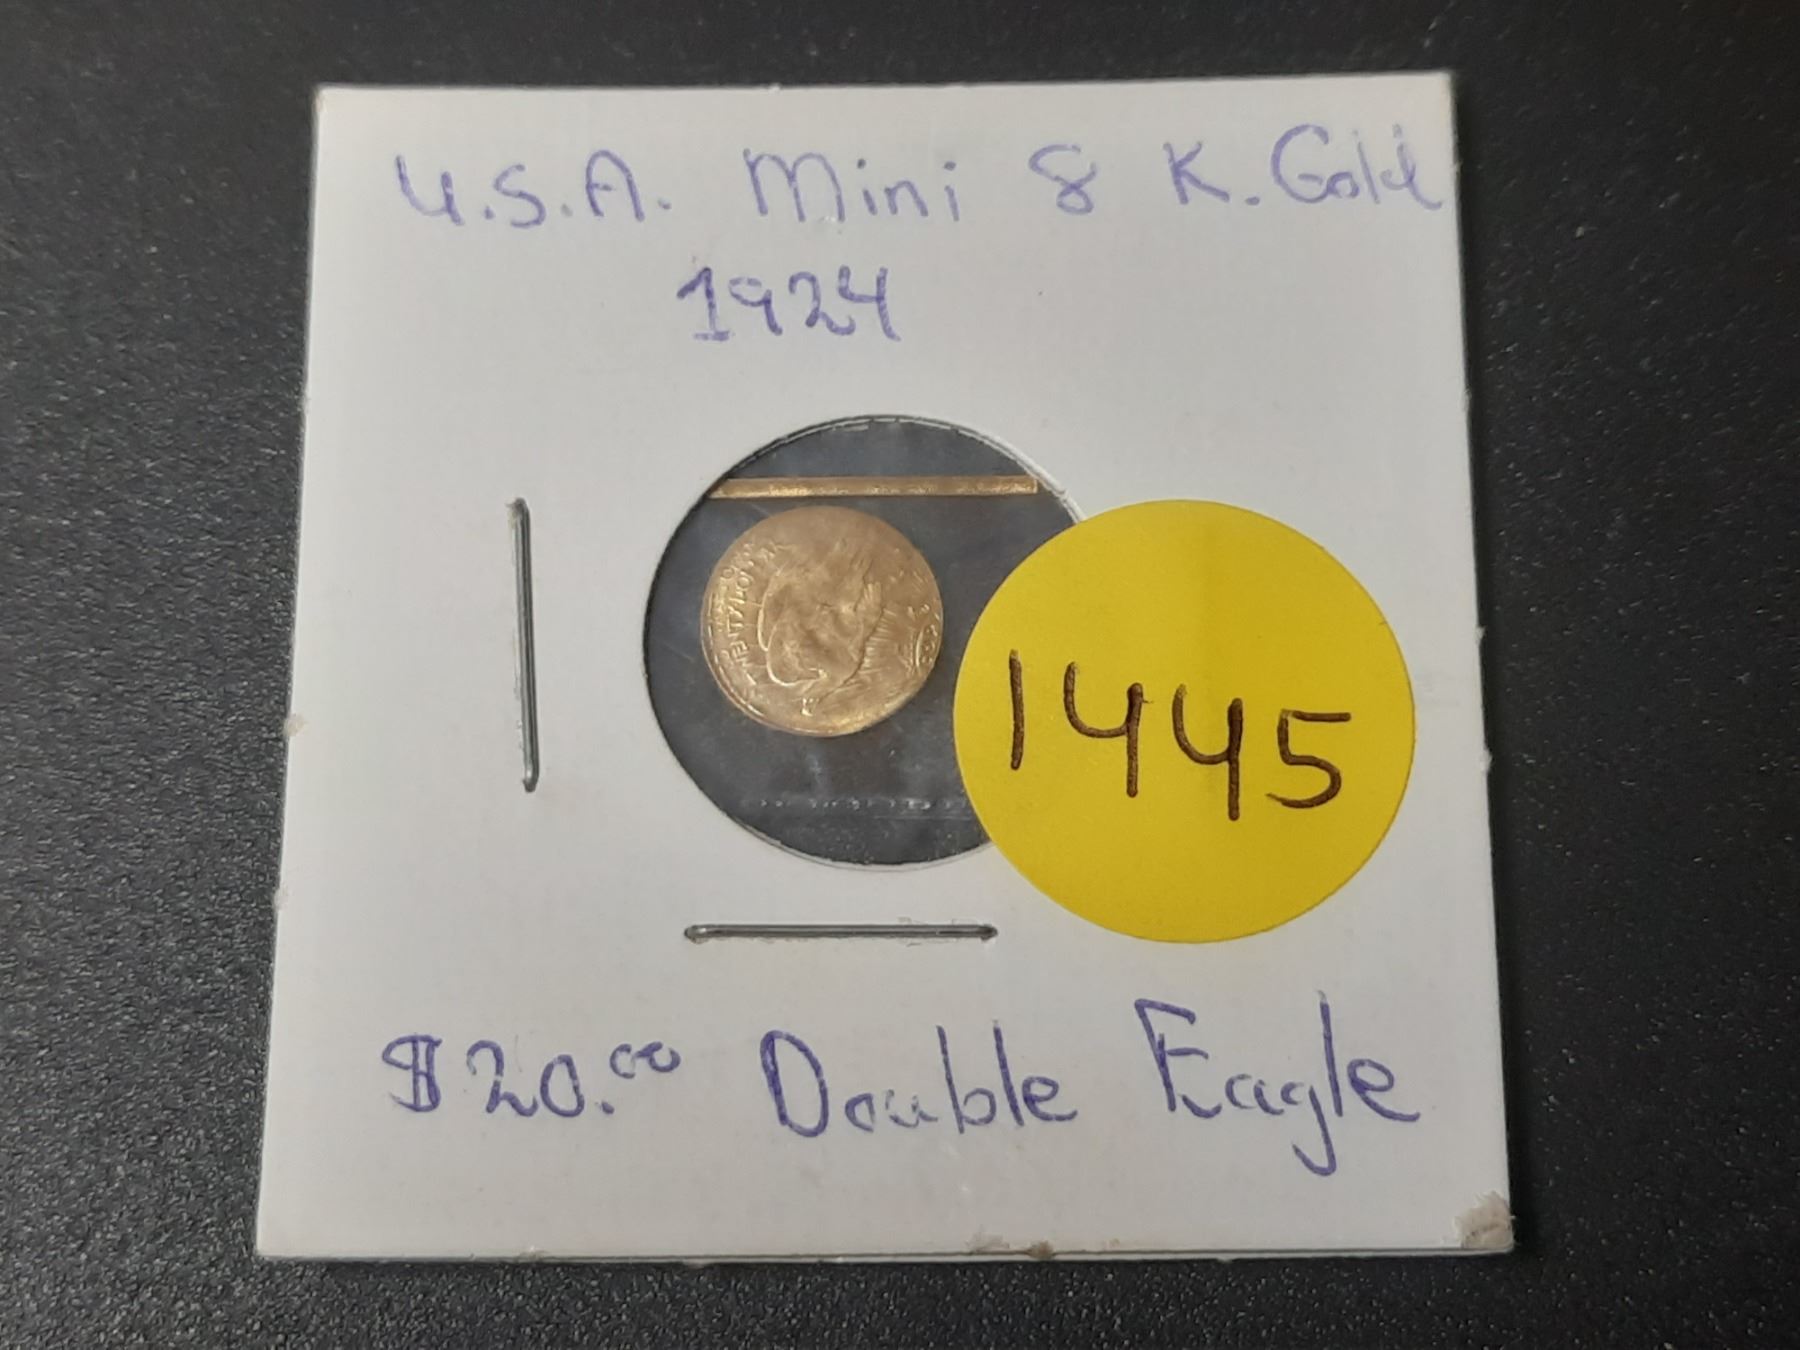 U.S.A. Mini 8 K. Gold
1924
1445
$20.00 Double Eagle